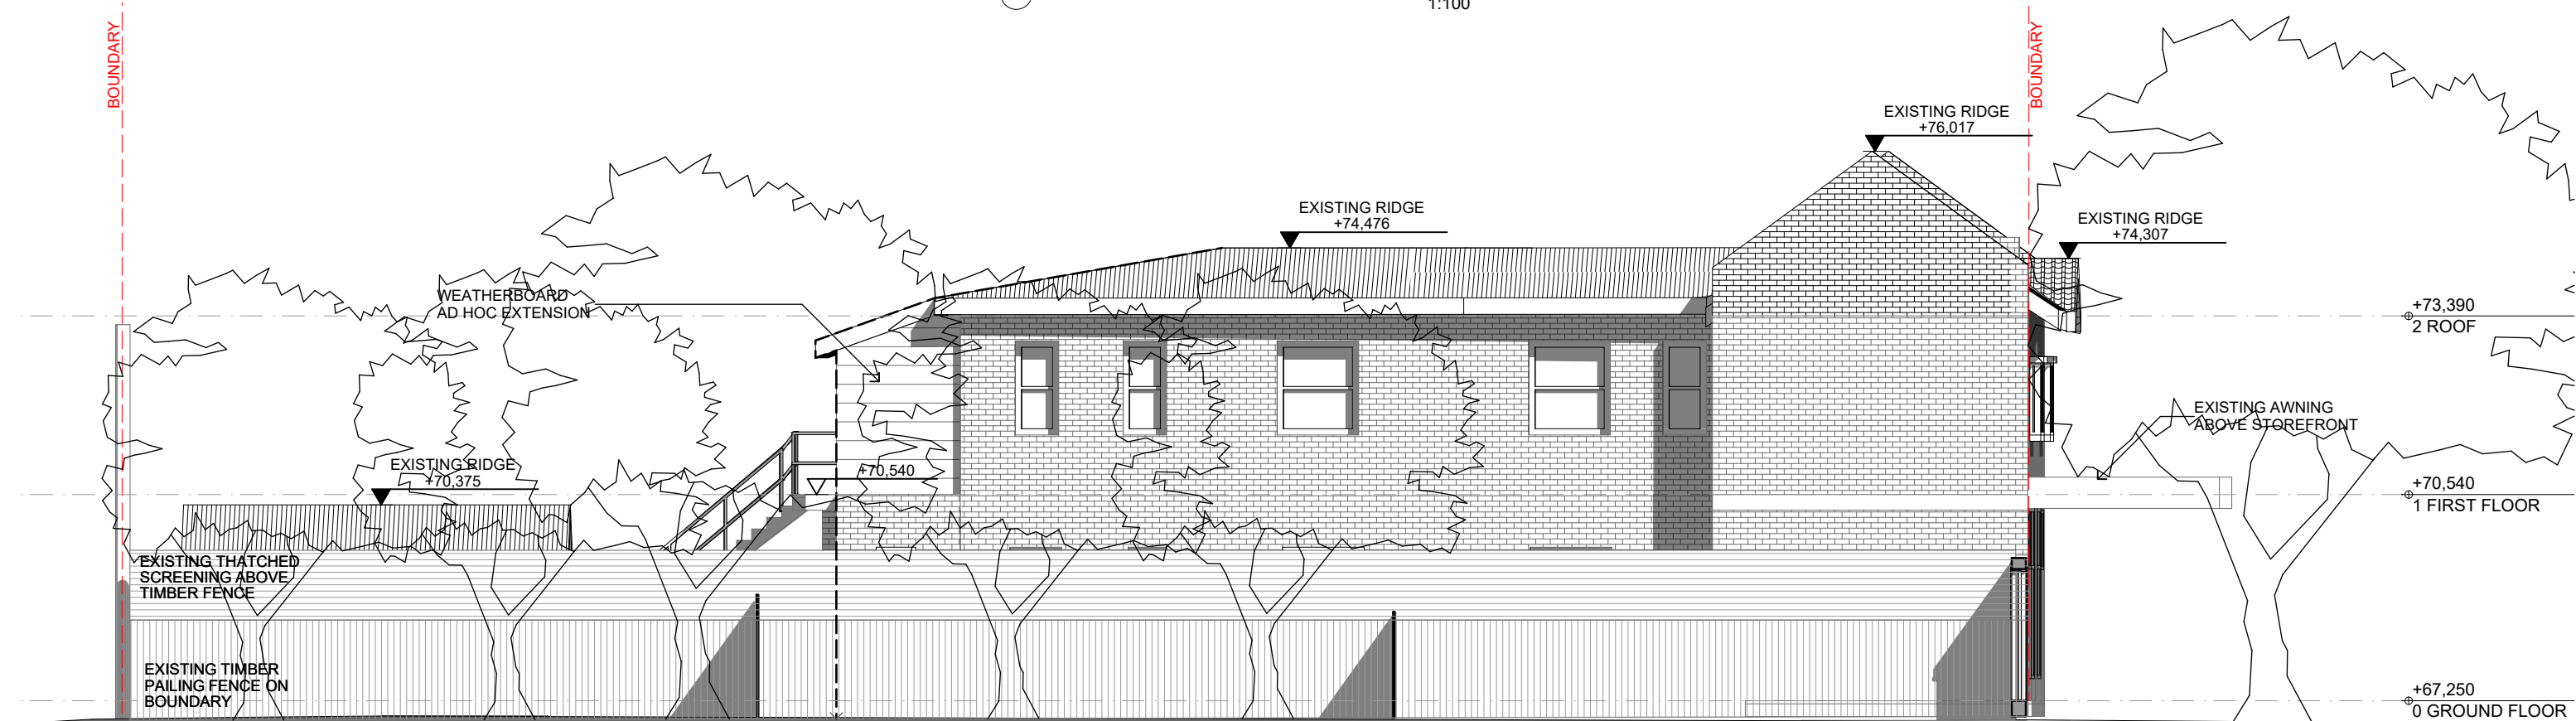 1:100
BOUNDARY
BOUNDARY
EXISTING RIDGE
+76,017
EXISTING RIDGE
+74,476
EXISTING RIDGE
+74,307
WEATHERBOARD
AD HOC EXTENSION
+73,390
2 ROOF
EXISTING AWNING
ABOVE STOREFRONT
EXISTING RIDGE
+70,375
+70,540
+70,540
1 FIRST FLOOR
EXISTING THATCHED
SCREENING ABOVE
TIMBER FENCE
EXISTING TIMBER
PAILING FENCE ON
BOUNDARY
+67,250
0 GROUND FLOOR